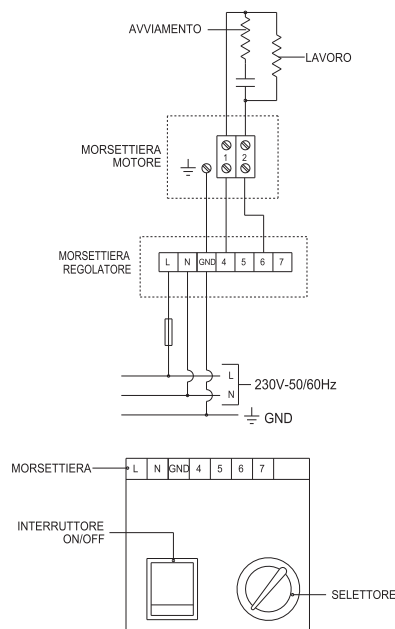 AVVIAMENTO
LAVORO
MORSETTIERA
MOTORE
1 2
MORSETTIERA
REGOLATORE
L N GND 4 5 6 7
L
N
230V-50/60Hz
GND
MORSETTIERA
L N GND 4 5 6 7
INTERRUTTORE
ON/OFF
SELETTORE